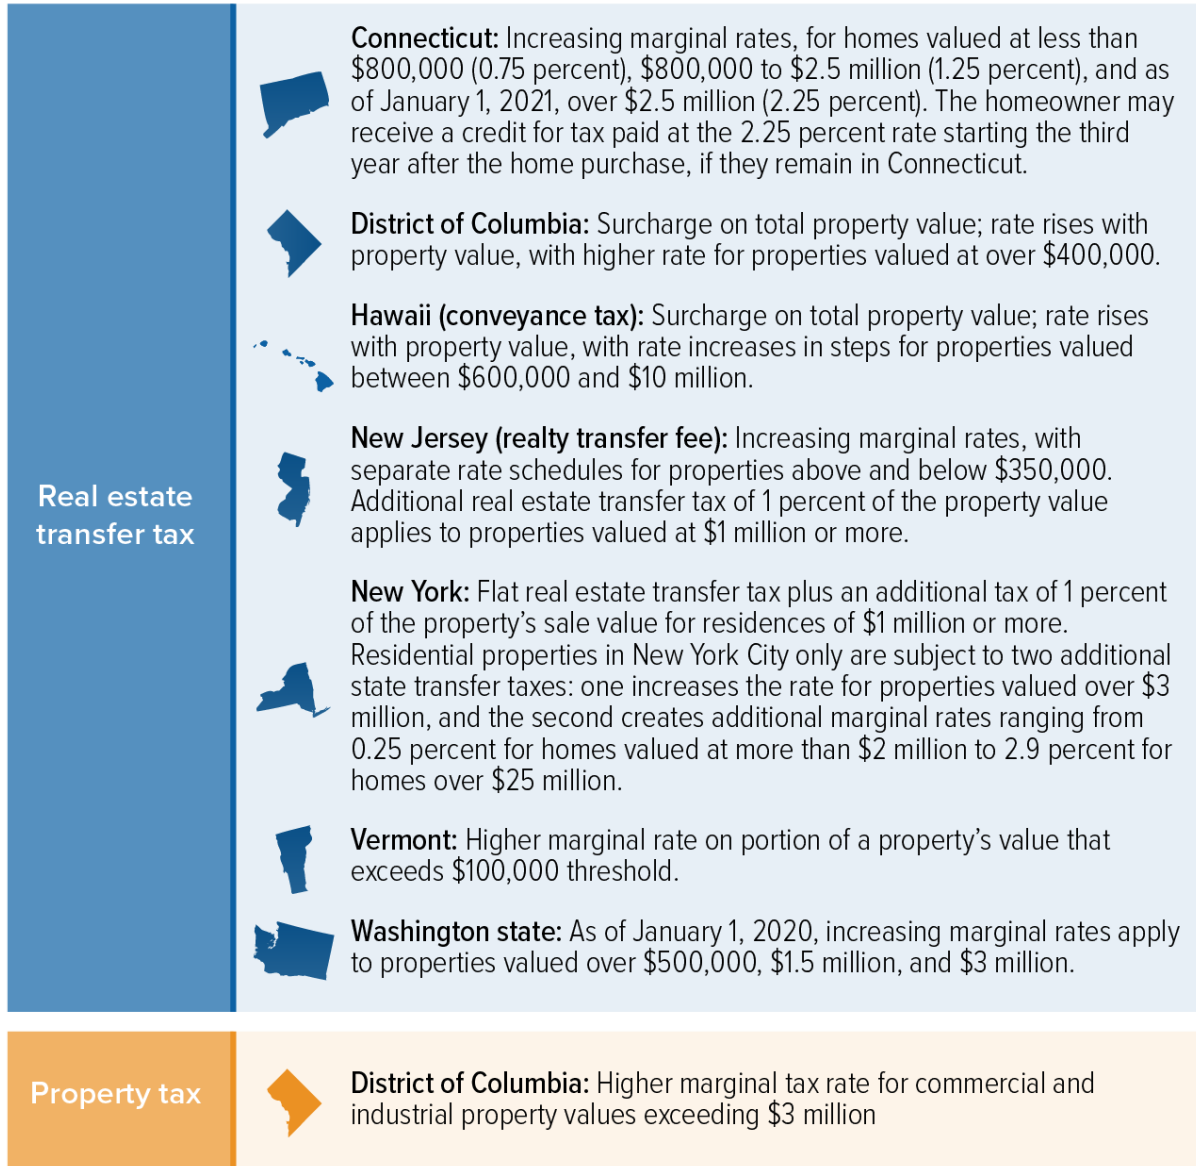 Real estate
transfer tax
Connecticut: Increasing marginal rates, for homes valued at less than
$800,000 (0.75 percent), $800,000 to $2.5 million (1.25 percent), and as
of January 1, 2021, over $2.5 million (2.25 percent). The homeowner may
receive a credit for tax paid at the 2.25 percent rate starting the third
year after the home purchase, if they remain in Connecticut.
District of Columbia: Surcharge on total property value; rate rises with
property value, with higher rate for properties valued at over $400,000.
Hawaii (conveyance tax): Surcharge on total property value; rate rises
with property value, with rate increases in steps for properties valued
between $600,000 and $10 million.
New Jersey (realty transfer fee): Increasing marginal rates, with
separate rate schedules for properties above and below $350,000.
Additional real estate transfer tax of 1 percent of the property value
applies to properties valued at $1 million or more.
New York: Flat real estate transfer tax plus an additional tax of 1 percent
of the property’s sale value for residences of $1 million or more.
Residential properties in New York City only are subject to two additional
state transfer taxes: one increases the rate for properties valued over $3
million, and the second creates additional marginal rates ranging from
0.25 percent for homes valued at more than $2 million to 2.9 percent for
homes over $25 million.
Vermont: Higher marginal rate on portion of a property’s value that
exceeds $100,000 threshold.
Washington state: As of January 1, 2020, increasing marginal rates apply
to properties valued over $500,000, $1.5 million, and $3 million.
Property tax
District of Columbia: Higher marginal tax rate for commercial and
industrial property values exceeding $3 million